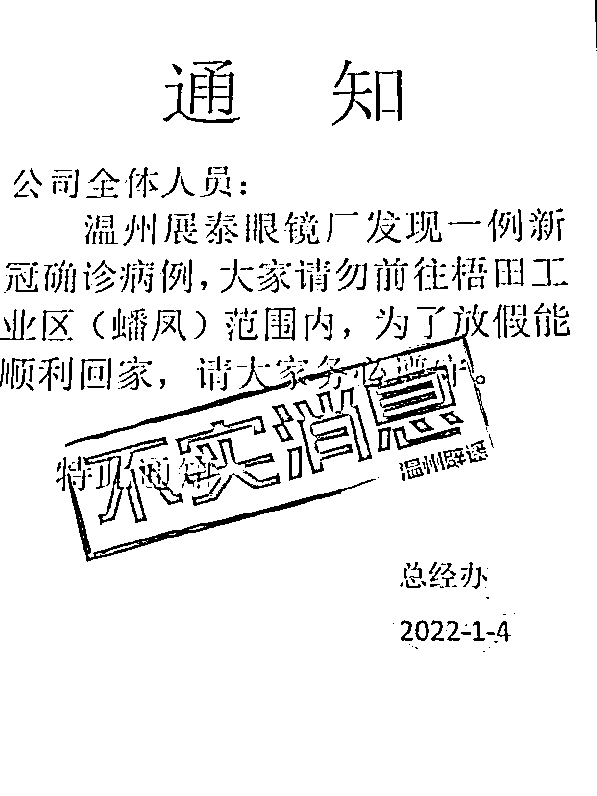 通 知
公司全体人员：
温州展泰眼镜厂发现一例新
冠确诊病例，大家请勿前往梧田工
业区（蟠凤）范围内，为了放假能
顺利回家，请大家务必遵守。
特此通知
不实消息
温州辟谣
总经办
2022-1-4